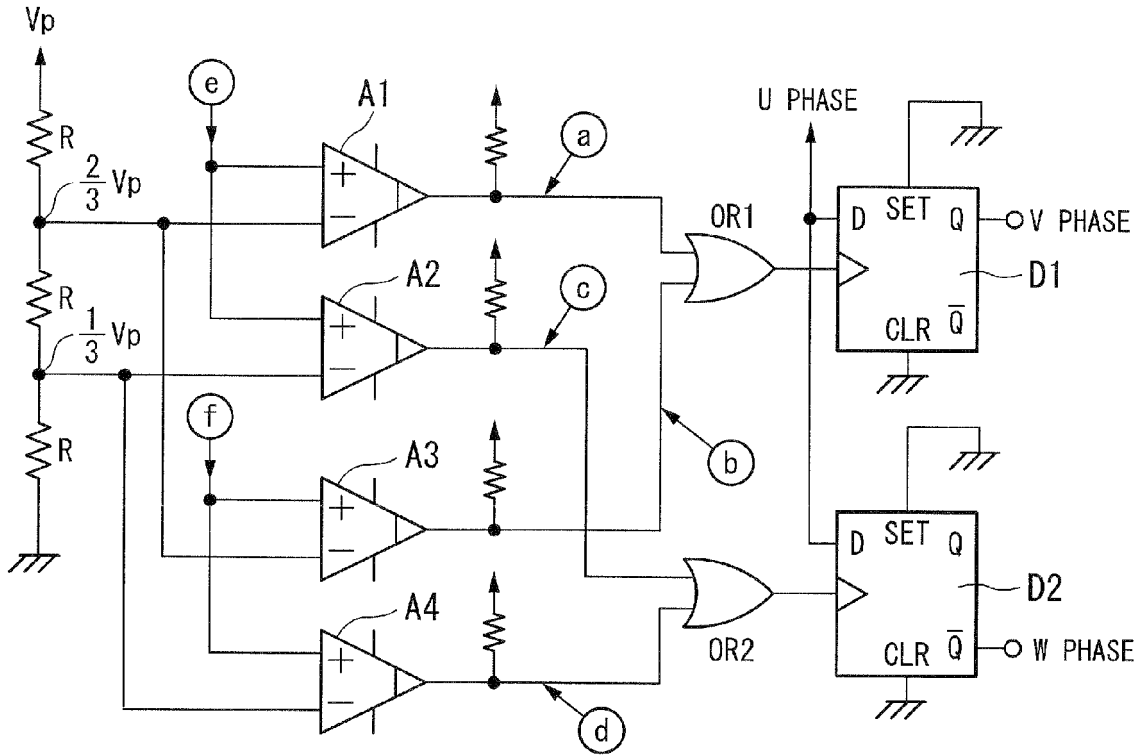 Vp
R
2/3 Vp
R
1/3 Vp
R
e
f
A1
+
−
A2
+
−
A3
+
−
A4
+
−
a
c
b
d
OR1
OR2
U PHASE
D SET Q
V PHASE
D1
CLR Q̅
D SET Q
D2
CLR Q̅
W PHASE